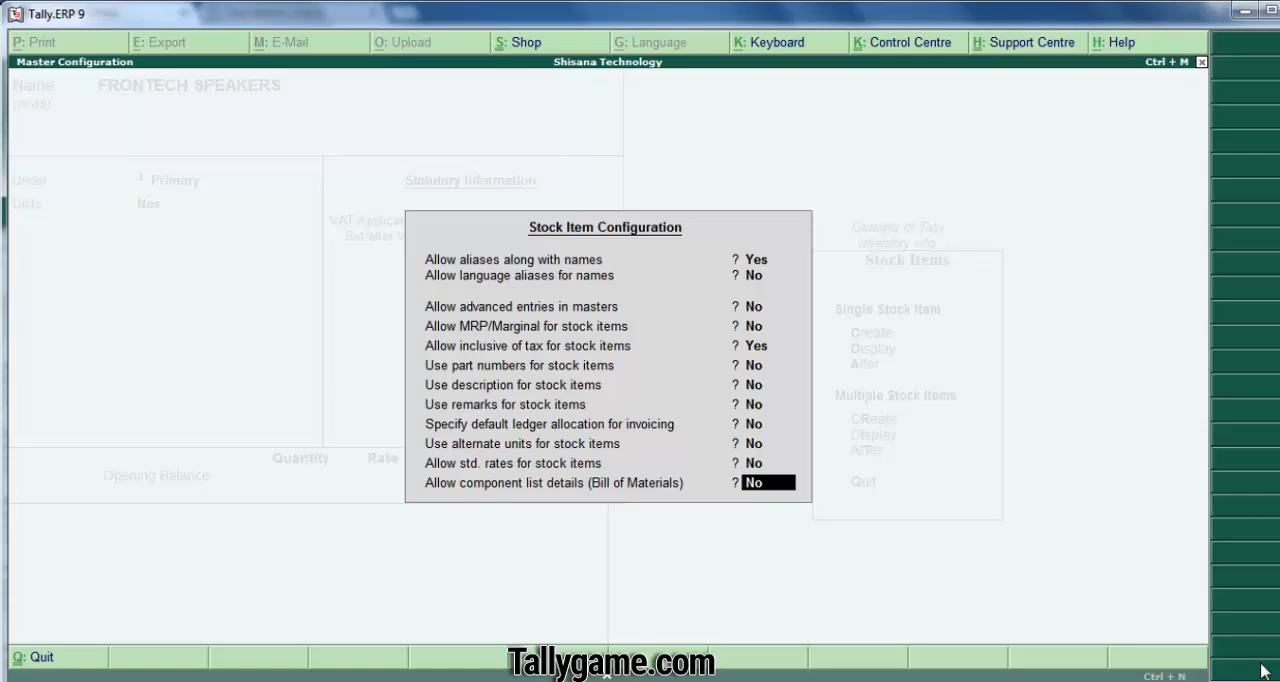 Tally.ERP 9
P: Print
E: Export
M: E-Mail
O: Upload
S: Shop
G: Language
K: Keyboard
K: Control Centre
H: Support Centre
H: Help
Master Configuration
Shisana Technology
Ctrl + M
Name FRONTECH SPEAKERS
(alias)
Under Primary
Units Nos
Statutory Information
VAT Applica
Set/alter V
Stock Item Configuration
Allow aliases along with names ? Yes
Allow language aliases for names ? No
Allow advanced entries in masters ? No
Allow MRP/Marginal for stock items ? No
Allow inclusive of tax for stock items ? Yes
Use part numbers for stock items ? No
Use description for stock items ? No
Use remarks for stock items ? No
Specify default ledger allocation for invoicing ? No
Use alternate units for stock items ? No
Allow std. rates for stock items ? No
Allow component list details (Bill of Materials) ? No
Gateway of Tally
Inventory Info
Stock Items
Single Stock Item
Create
Display
Alter
Multiple Stock Items
CReate
DIsplay
AlTer
Quit
Quantity Rate
Opening Balance
Q: Quit
Tallygame.com
Ctrl + N